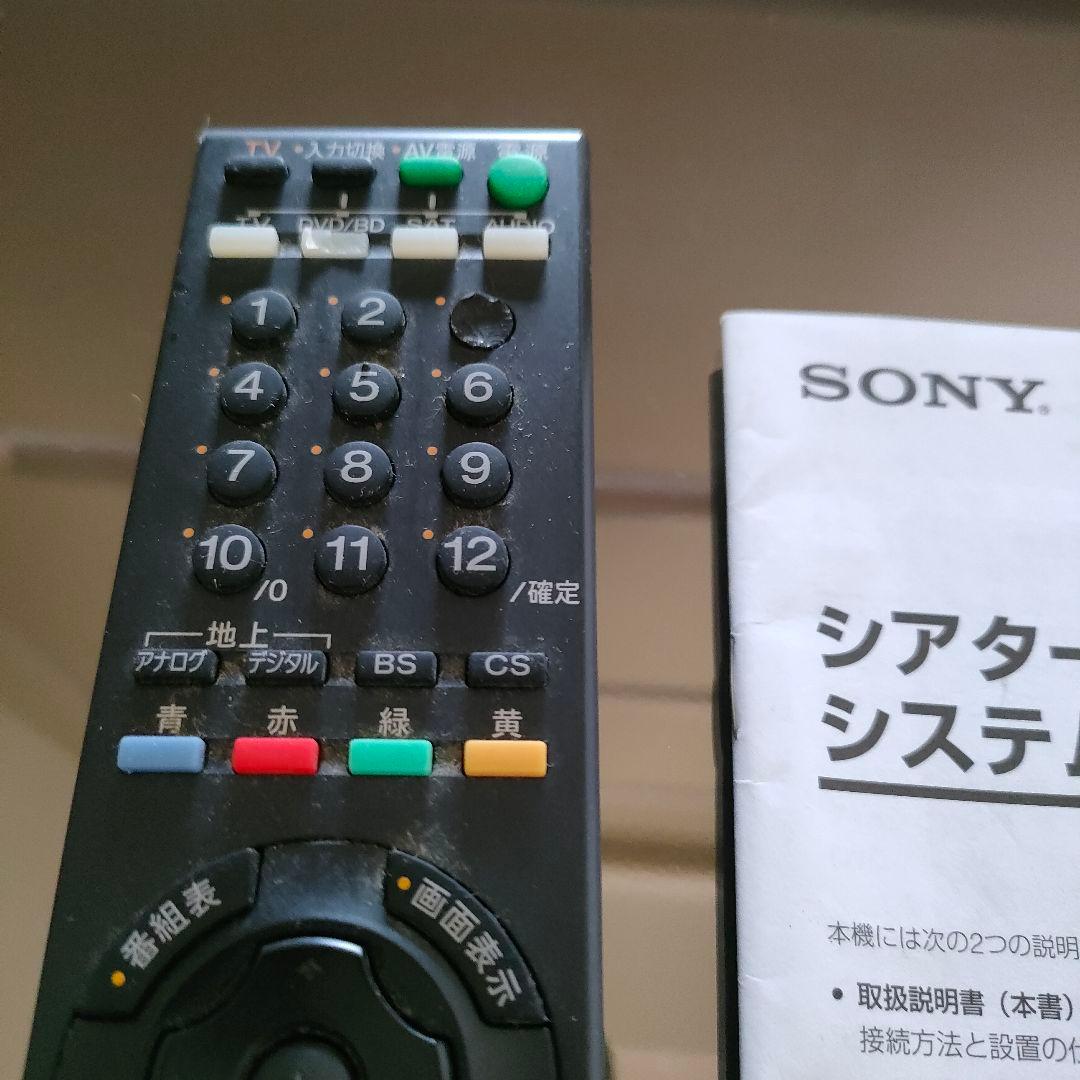 TV 入力切換 AV電源 電源
TV DVD/BD SAT AUDIO
1 2
4 5 6
7 8 9
10/0 11 12/確定
地上
アナログ デジタル BS CS
青 赤 緑 黄
番組表 画面表示
SONY
シアター
システム
本機には次の2つの説明
• 取扱説明書（本書）
接続方法と設置の仕